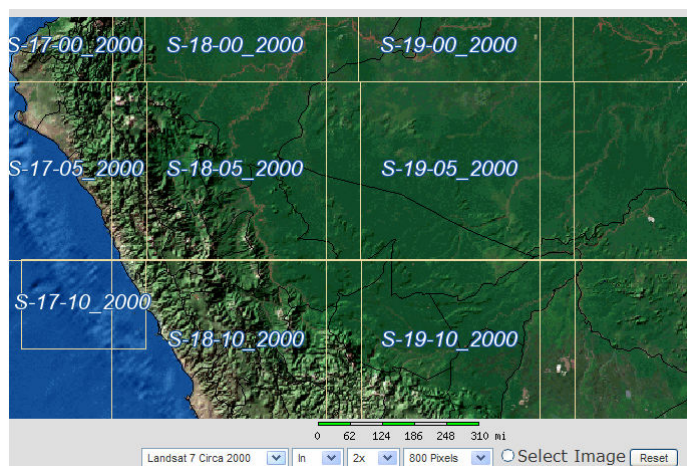 S-17-00_2000 S-18-00_2000 S-19-00_2000
S-17-05_2000 S-18-05_2000 S-19-05_2000
S-17-10_2000
S-18-10_2000 S-19-10_2000
0 62 124 186 248 310 mi
Landsat 7 Circa 2000 In 2x 800 Pixels Select Image Reset